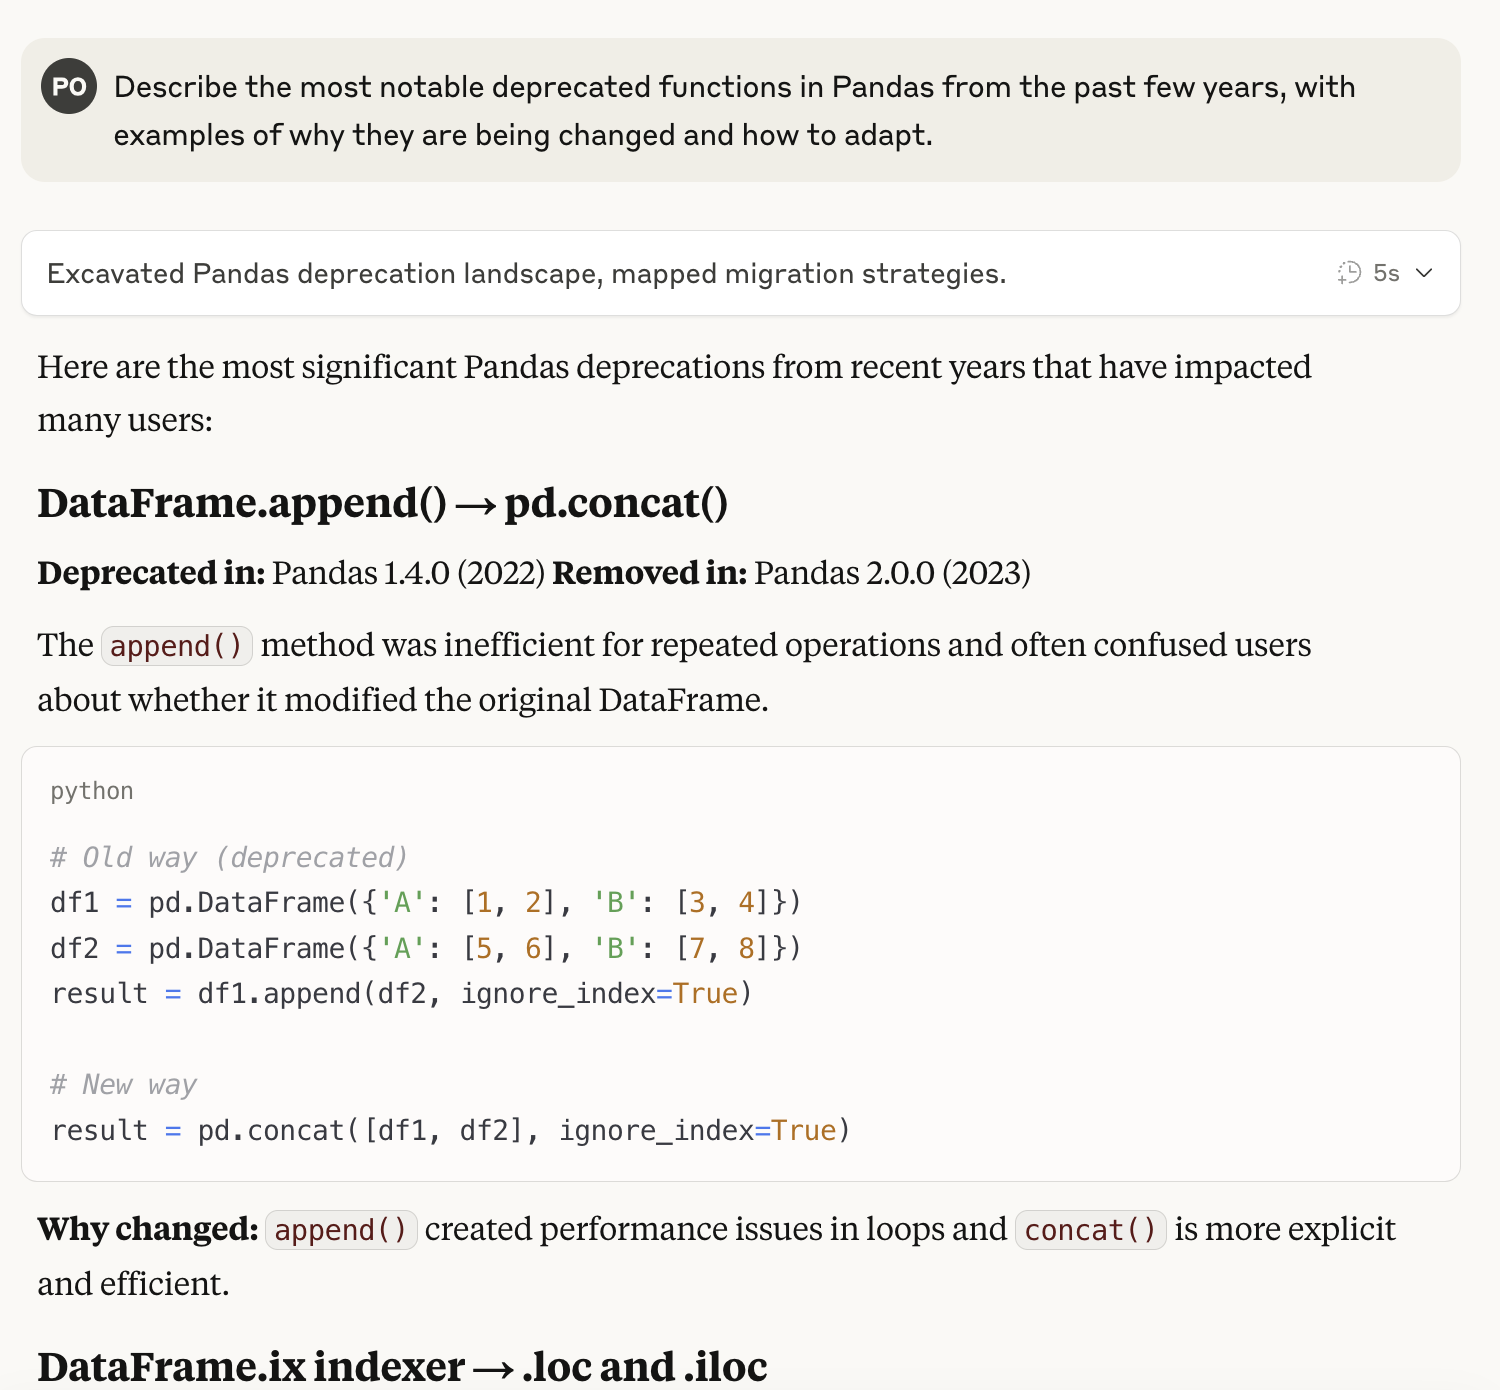 PO
Describe the most notable deprecated functions in Pandas from the past few years, with
examples of why they are being changed and how to adapt.
Excavated Pandas deprecation landscape, mapped migration strategies.
5s
Here are the most significant Pandas deprecations from recent years that have impacted
many users:
DataFrame.append() → pd.concat()
Deprecated in: Pandas 1.4.0 (2022) Removed in: Pandas 2.0.0 (2023)
The append() method was inefficient for repeated operations and often confused users
about whether it modified the original DataFrame.
python
# Old way (deprecated)
df1 = pd.DataFrame({'A': [1, 2], 'B': [3, 4]})
df2 = pd.DataFrame({'A': [5, 6], 'B': [7, 8]})
result = df1.append(df2, ignore_index=True)
# New way
result = pd.concat([df1, df2], ignore_index=True)
Why changed: append() created performance issues in loops and concat() is more explicit
and efficient.
DataFrame.ix indexer → .loc and .iloc